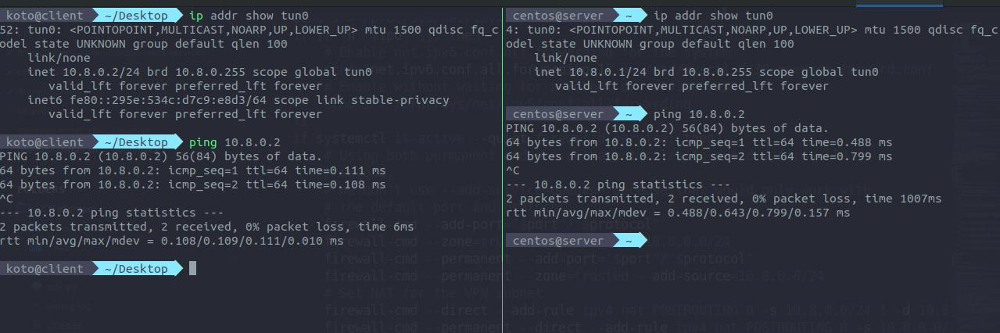 koto@client ~/Desktop ip addr show tun0
52: tun0: <POINTOPOINT,MULTICAST,NOARP,UP,LOWER_UP> mtu 1500 qdisc fq_c
odel state UNKNOWN group default qlen 100
link/none
inet 10.8.0.2/24 brd 10.8.0.255 scope global tun0
valid_lft forever preferred_lft forever
inet6 fe80::295e:534c:d7c9:e8d3/64 scope link stable-privacy
valid_lft forever preferred_lft forever
koto@client ~/Desktop ping 10.8.0.2
PING 10.8.0.2 (10.8.0.2) 56(84) bytes of data.
64 bytes from 10.8.0.2: icmp_seq=1 ttl=64 time=0.111 ms
64 bytes from 10.8.0.2: icmp_seq=2 ttl=64 time=0.108 ms
^C
--- 10.8.0.2 ping statistics ---
2 packets transmitted, 2 received, 0% packet loss, time 6ms
rtt min/avg/max/mdev = 0.108/0.109/0.111/0.010 ms
koto@client ~/Desktop
centos@server ~ ip addr show tun0
4: tun0: <POINTOPOINT,MULTICAST,NOARP,UP,LOWER_UP> mtu 1500 qdisc fq_c
odel state UNKNOWN group default qlen 100
link/none
inet 10.8.0.1/24 brd 10.8.0.255 scope global tun0
valid_lft forever preferred_lft forever
centos@server ~ ping 10.8.0.2
PING 10.8.0.2 (10.8.0.2) 56(84) bytes of data.
64 bytes from 10.8.0.2: icmp_seq=1 ttl=64 time=0.488 ms
64 bytes from 10.8.0.2: icmp_seq=2 ttl=64 time=0.799 ms
^C
--- 10.8.0.2 ping statistics ---
2 packets transmitted, 2 received, 0% packet loss, time 1007ms
rtt min/avg/max/mdev = 0.488/0.643/0.799/0.157 ms
centos@server ~